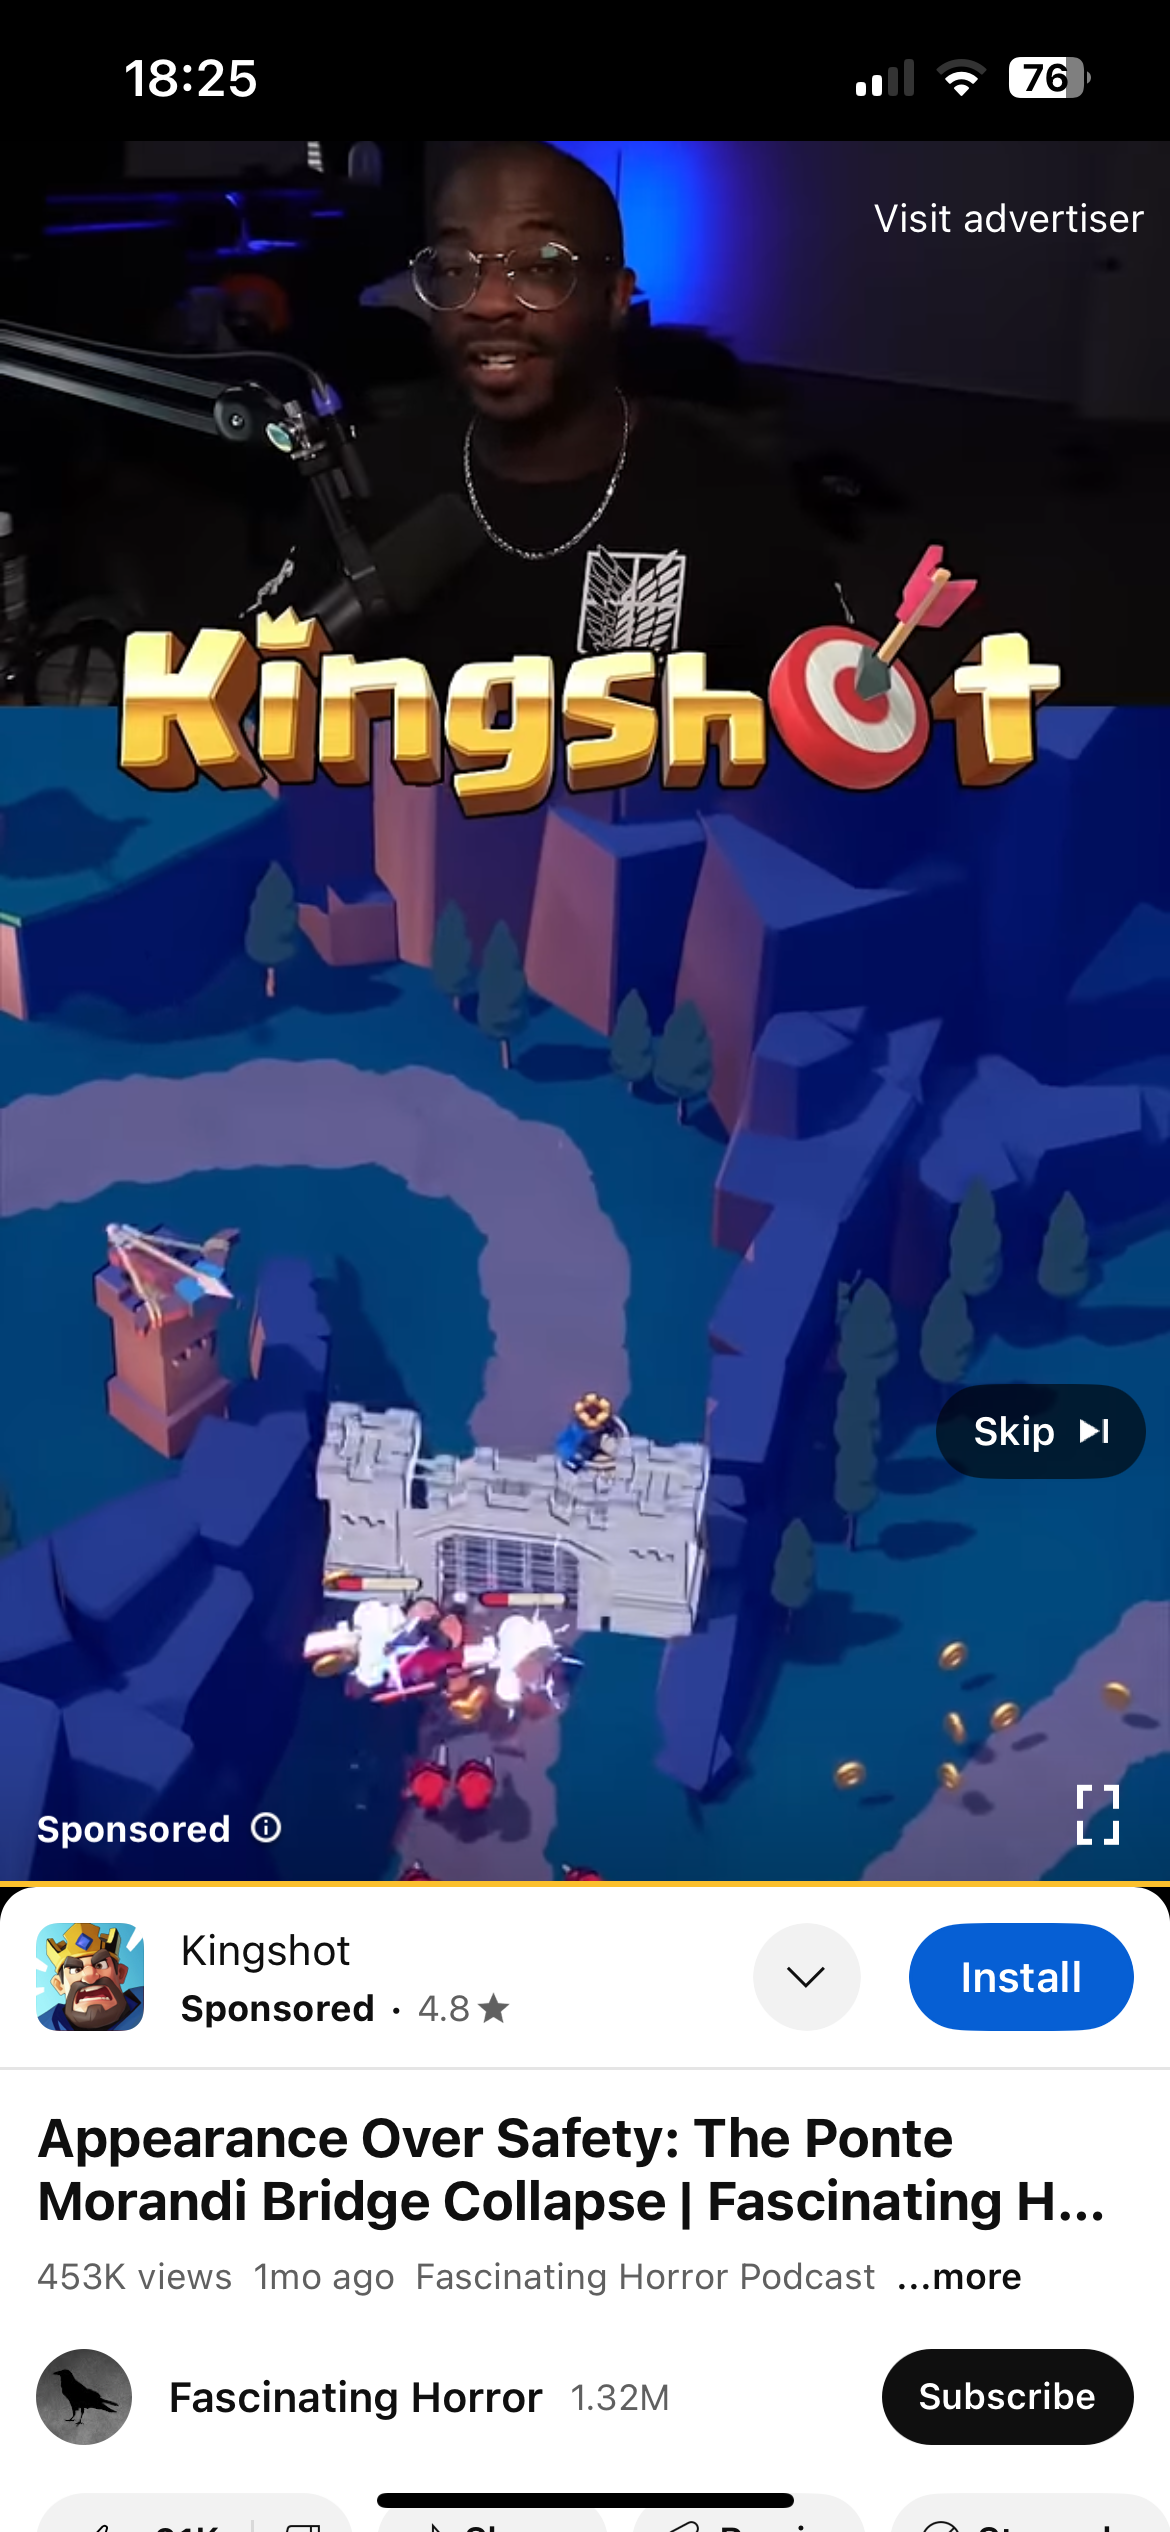 18:25
76
Visit advertiser
Kingshot
Skip
Sponsored
Kingshot
Sponsored · 4.8★
Install
Appearance Over Safety: The Ponte
Morandi Bridge Collapse | Fascinating H...
453K views 1mo ago Fascinating Horror Podcast ...more
Fascinating Horror 1.32M
Subscribe